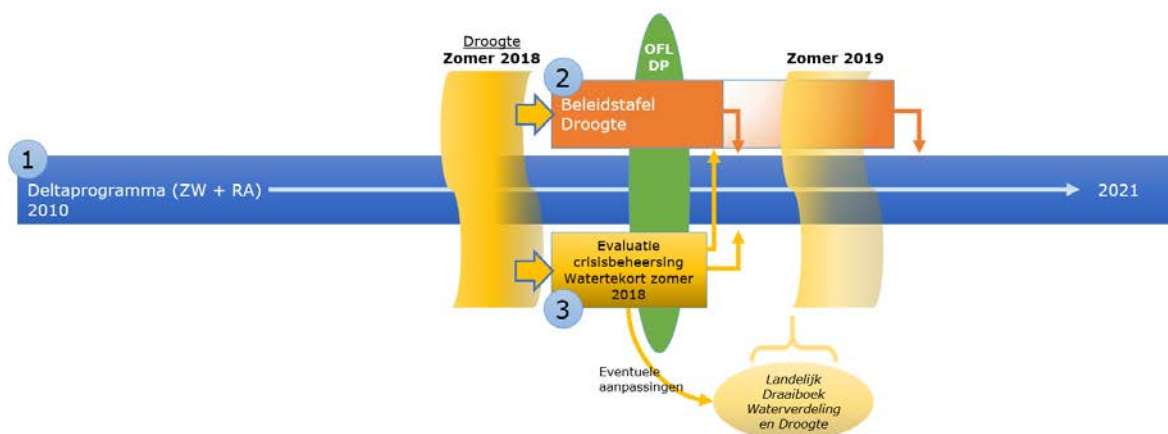 Droogte
Zomer 2018
OFL
DP
Zomer 2019
2
Beleidstafel
Droogte
1
Deltaprogramma (ZW + RA)
2010
2021
Evaluatie
crisisbeheersing
Watertekort zomer
2018
3
Eventuele
aanpassingen
Landelijk
Draaiboek
Waterverdeling
en Droogte